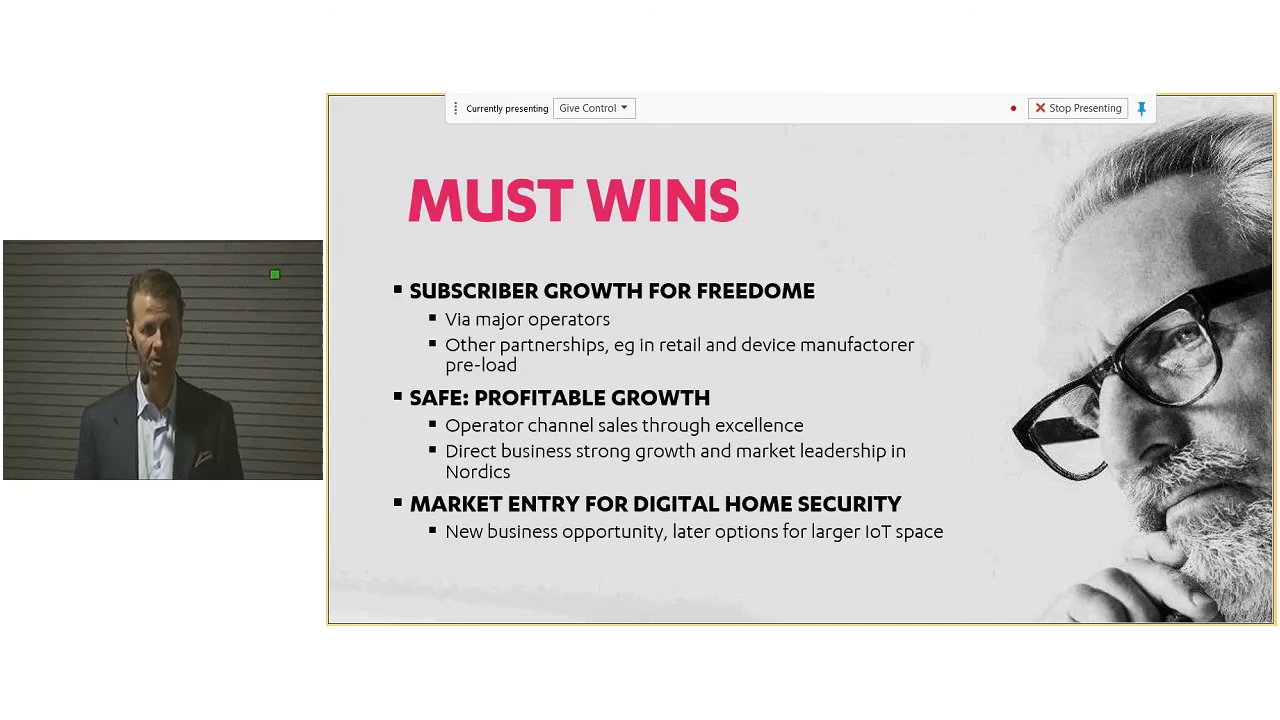 Currently presenting Give Control Stop Presenting
MUST WINS
▪ SUBSCRIBER GROWTH FOR FREEDOME
▪ Via major operators
▪ Other partnerships, eg in retail and device manufactorer
pre-load
▪ SAFE: PROFITABLE GROWTH
▪ Operator channel sales through excellence
▪ Direct business strong growth and market leadership in
Nordics
▪ MARKET ENTRY FOR DIGITAL HOME SECURITY
▪ New business opportunity, later options for larger IoT space